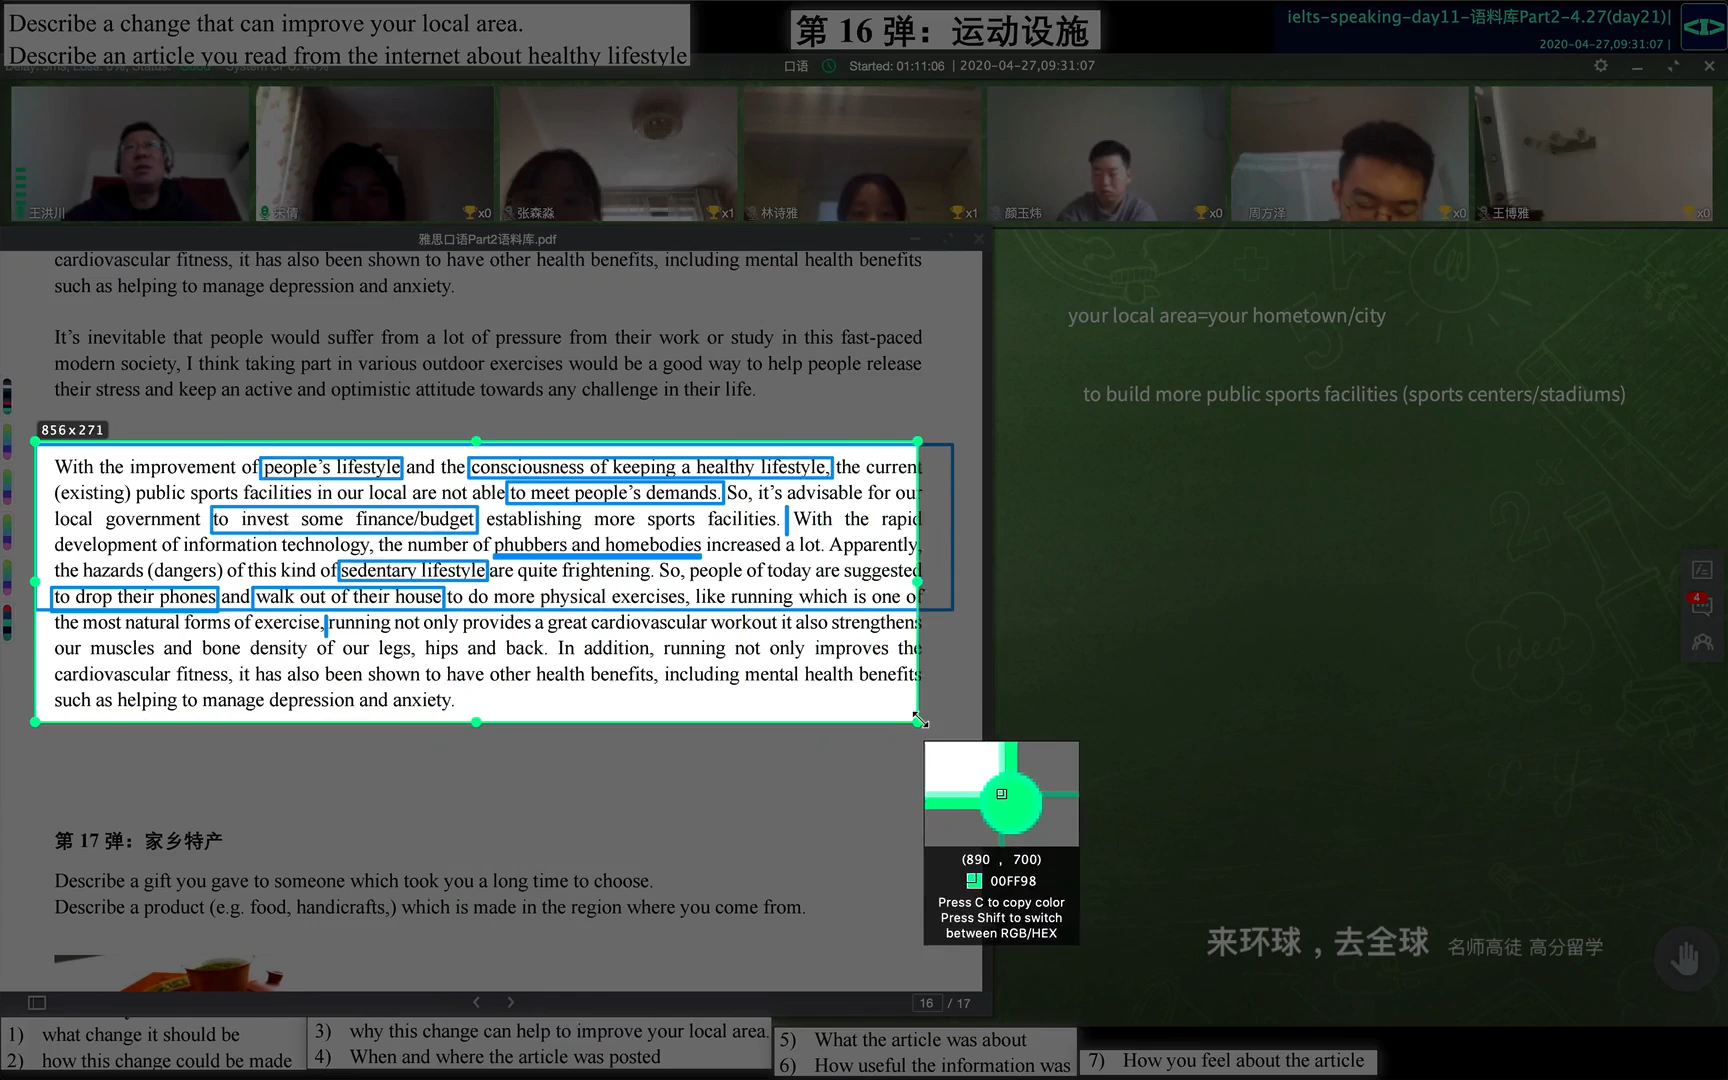 Describe a change that can improve your local area.
Describe an article you read from the internet about healthy lifestyle
第 16 弹：运动设施
ielts-speaking-day11-语料库Part2-4.27(day21)|
2020-04-27,09:31:07 |
口语 Started: 01:11:06 | 2020-04-27,09:31:07
王洪川
宋倩 x0
张森淼 x1
林诗雅 x1
颜玉炜 x0
周方泽 x0
王博雅 x0
雅思口语Part2语料库.pdf
cardiovascular fitness, it has also been shown to have other health benefits, including mental health benefits
such as helping to manage depression and anxiety.
It’s inevitable that people would suffer from a lot of pressure from their work or study in this fast-paced
modern society, I think taking part in various outdoor exercises would be a good way to help people release
their stress and keep an active and optimistic attitude towards any challenge in their life.
856x271
With the improvement of people’s lifestyle and the consciousness of keeping a healthy lifestyle, the current
(existing) public sports facilities in our local are not able to meet people’s demands. So, it’s advisable for our
local government to invest some finance/budget establishing more sports facilities. With the rapid
development of information technology, the number of phubbers and homebodies increased a lot. Apparently,
the hazards (dangers) of this kind of sedentary lifestyle are quite frightening. So, people of today are suggested
to drop their phones and walk out of their house to do more physical exercises, like running which is one of
the most natural forms of exercise, running not only provides a great cardiovascular workout it also strengthens
our muscles and bone density of our legs, hips and back. In addition, running not only improves the
cardiovascular fitness, it has also been shown to have other health benefits, including mental health benefits
such as helping to manage depression and anxiety.
your local area=your hometown/city
to build more public sports facilities (sports centers/stadiums)
4
(890 , 700)
00FF98
Press C to copy color
Press Shift to switch
between RGB/HEX
第 17 弹：家乡特产
Describe a gift you gave to someone which took you a long time to choose.
Describe a product (e.g. food, handicrafts,) which is made in the region where you come from.
来环球，去全球 名师高徒 高分留学
16 / 17
1) what change it should be
2) how this change could be made
3) why this change can help to improve your local area.
4) When and where the article was posted
5) What the article was about
6) How useful the information was
7) How you feel about the article